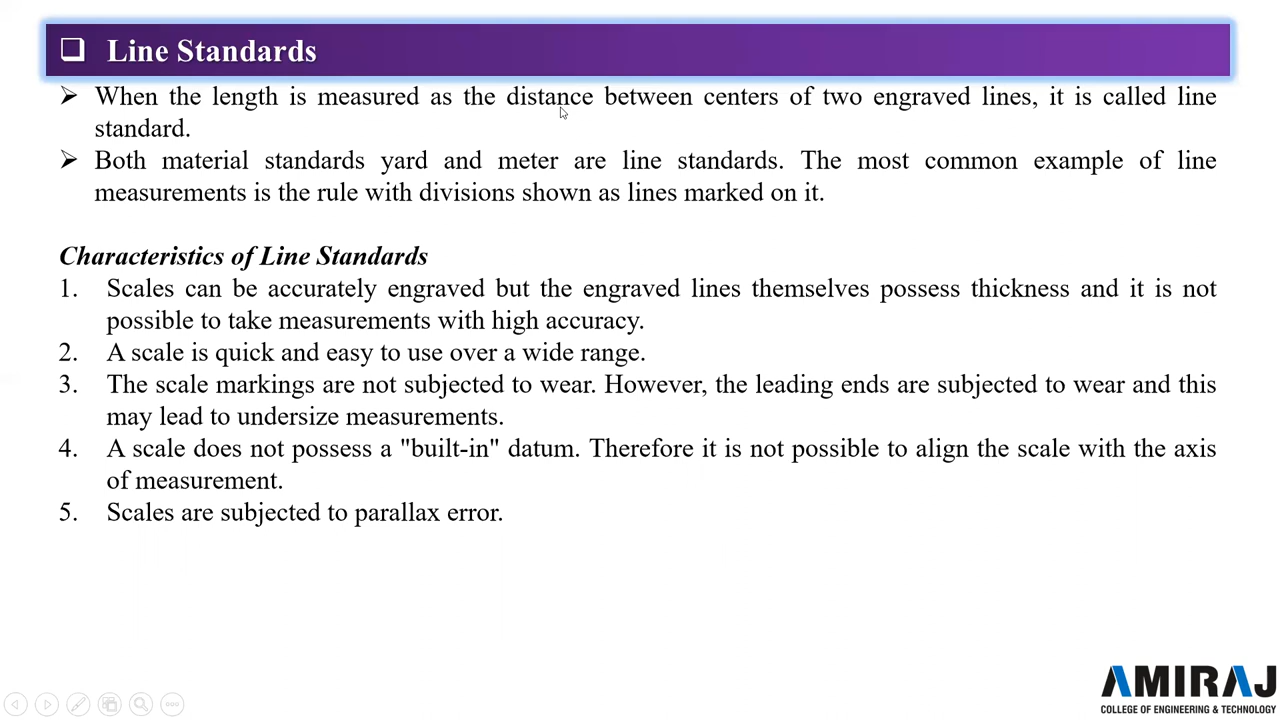 ❑ Line Standards
➢ When the length is measured as the distance between centers of two engraved lines, it is called line
standard.
➢ Both material standards yard and meter are line standards. The most common example of line
measurements is the rule with divisions shown as lines marked on it.
Characteristics of Line Standards
1. Scales can be accurately engraved but the engraved lines themselves possess thickness and it is not
possible to take measurements with high accuracy.
2. A scale is quick and easy to use over a wide range.
3. The scale markings are not subjected to wear. However, the leading ends are subjected to wear and this
may lead to undersize measurements.
4. A scale does not possess a "built-in" datum. Therefore it is not possible to align the scale with the axis
of measurement.
5. Scales are subjected to parallax error.
AMIRAJ
COLLEGE OF ENGINEERING & TECHNOLOGY